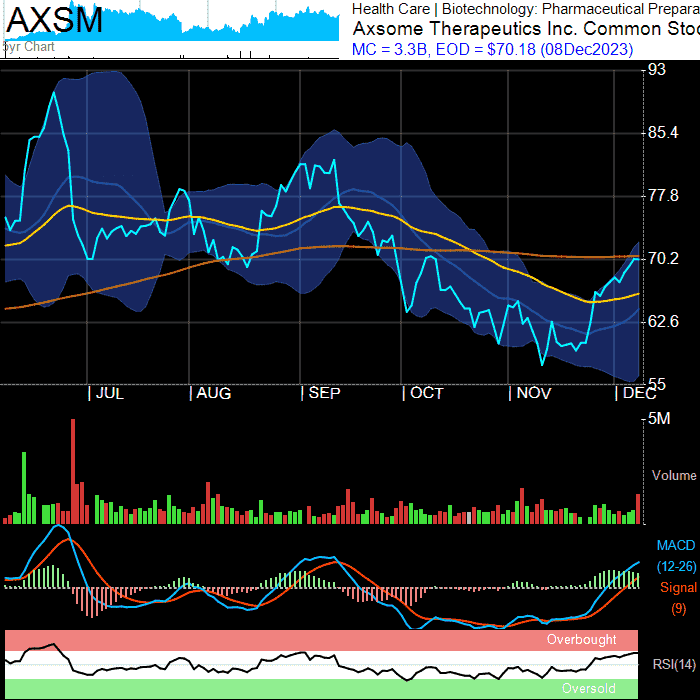 AXSM
5yr Chart
Health Care | Biotechnology: Pharmaceutical Prepara
Axsome Therapeutics Inc. Common Stoc
MC = 3.3B, EOD = $70.18 (08Dec2023)
93
85.4
77.8
70.2
62.6
55
JUL
AUG
SEP
OCT
NOV
DEC
5M
Volume
MACD
(12-26)
Signal
(9)
Overbought
RSI(14)
Oversold